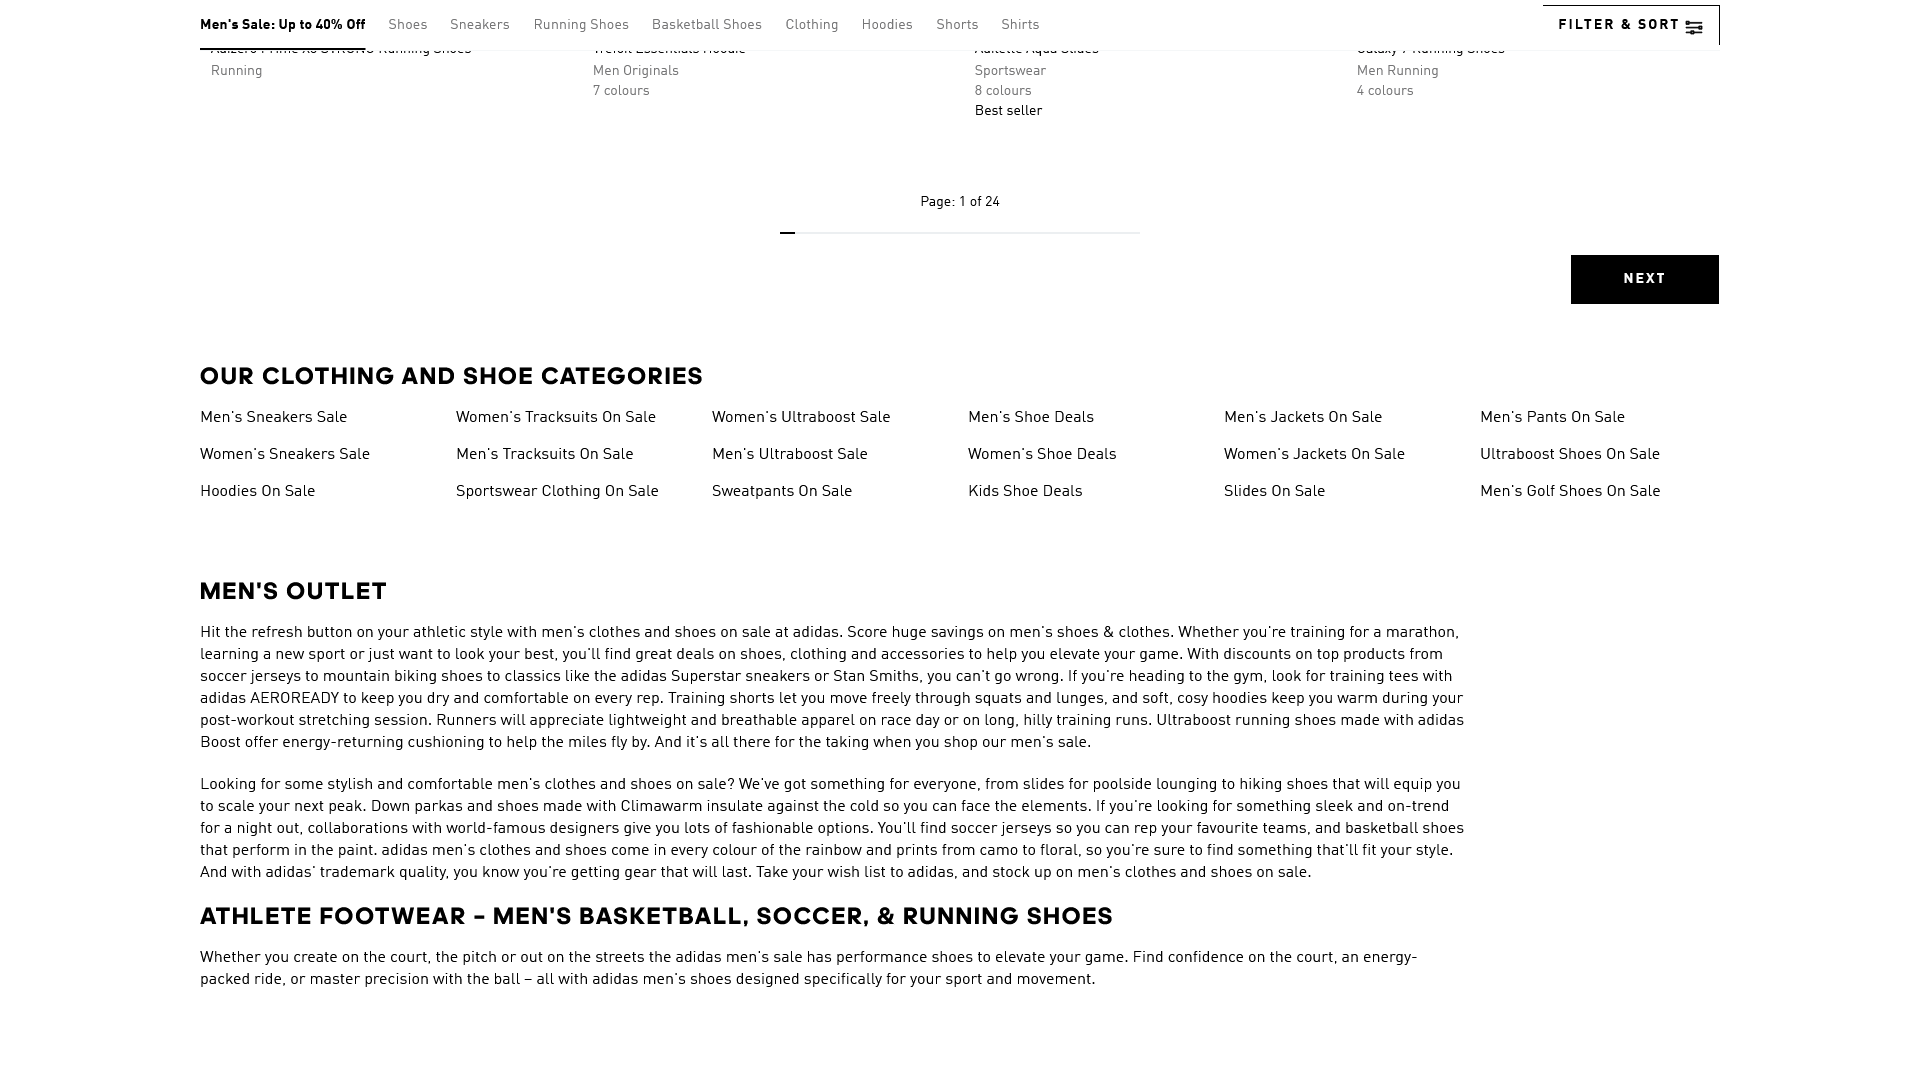 Men's Sale: Up to 40% Off Shoes Sneakers Running Shoes Basketball Shoes Clothing Hoodies Shorts Shirts FILTER & SORT
Running Men Originals Sportswear Men Running
7 colours 8 colours 4 colours
Best seller
Page: 1 of 24
NEXT
OUR CLOTHING AND SHOE CATEGORIES
Men's Sneakers Sale Women's Tracksuits On Sale Women's Ultraboost Sale Men's Shoe Deals Men's Jackets On Sale Men's Pants On Sale
Women's Sneakers Sale Men's Tracksuits On Sale Men's Ultraboost Sale Women's Shoe Deals Women's Jackets On Sale Ultraboost Shoes On Sale
Hoodies On Sale Sportswear Clothing On Sale Sweatpants On Sale Kids Shoe Deals Slides On Sale Men's Golf Shoes On Sale
MEN'S OUTLET
Hit the refresh button on your athletic style with men's clothes and shoes on sale at adidas. Score huge savings on men's shoes & clothes. Whether you're training for a marathon,
learning a new sport or just want to look your best, you'll find great deals on shoes, clothing and accessories to help you elevate your game. With discounts on top products from
soccer jerseys to mountain biking shoes to classics like the adidas Superstar sneakers or Stan Smiths, you can't go wrong. If you're heading to the gym, look for training tees with
adidas AEROREADY to keep you dry and comfortable on every rep. Training shorts let you move freely through squats and lunges, and soft, cosy hoodies keep you warm during your
post-workout stretching session. Runners will appreciate lightweight and breathable apparel on race day or on long, hilly training runs. Ultraboost running shoes made with adidas
Boost offer energy-returning cushioning to help the miles fly by. And it's all there for the taking when you shop our men's sale.
Looking for some stylish and comfortable men's clothes and shoes on sale? We've got something for everyone, from slides for poolside lounging to hiking shoes that will equip you
to scale your next peak. Down parkas and shoes made with Climawarm insulate against the cold so you can face the elements. If you're looking for something sleek and on-trend
for a night out, collaborations with world-famous designers give you lots of fashionable options. You'll find soccer jerseys so you can rep your favourite teams, and basketball shoes
that perform in the paint. adidas men's clothes and shoes come in every colour of the rainbow and prints from camo to floral, so you're sure to find something that'll fit your style.
And with adidas' trademark quality, you know you're getting gear that will last. Take your wish list to adidas, and stock up on men's clothes and shoes on sale.
ATHLETE FOOTWEAR – MEN'S BASKETBALL, SOCCER, & RUNNING SHOES
Whether you create on the court, the pitch or out on the streets the adidas men's sale has performance shoes to elevate your game. Find confidence on the court, an energy-
packed ride, or master precision with the ball – all with adidas men's shoes designed specifically for your sport and movement.